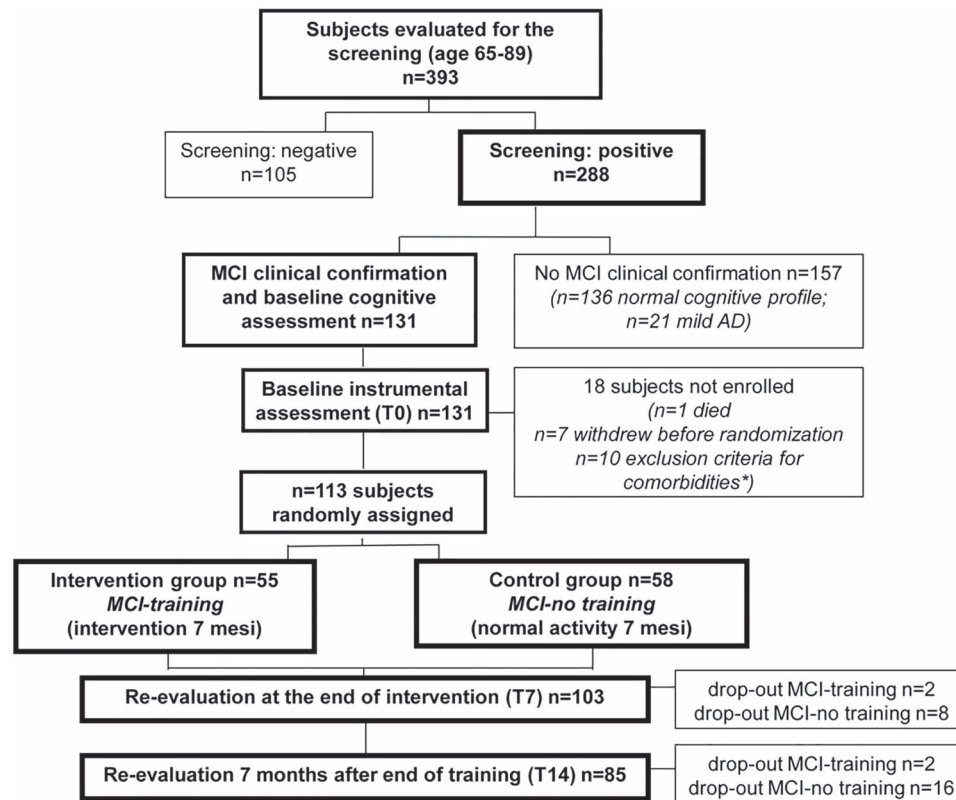 Subjects evaluated for the
screening (age 65-89)
n=393
Screening: negative
n=105
Screening: positive
n=288
MCI clinical confirmation
and baseline cognitive
assessment n=131
No MCI clinical confirmation n=157
(n=136 normal cognitive profile;
n=21 mild AD)
Baseline instrumental
assessment (T0) n=131
18 subjects not enrolled
(n=1 died
n=7 withdrew before randomization
n=10 exclusion criteria for
comorbidities*)
n=113 subjects
randomly assigned
Intervention group n=55
MCI-training
(intervention 7 mesi)
Control group n=58
MCI-no training
(normal activity 7 mesi)
Re-evaluation at the end of intervention (T7) n=103
drop-out MCI-training n=2
drop-out MCI-no training n=8
Re-evaluation 7 months after end of training (T14) n=85
drop-out MCI-training n=2
drop-out MCI-no training n=16